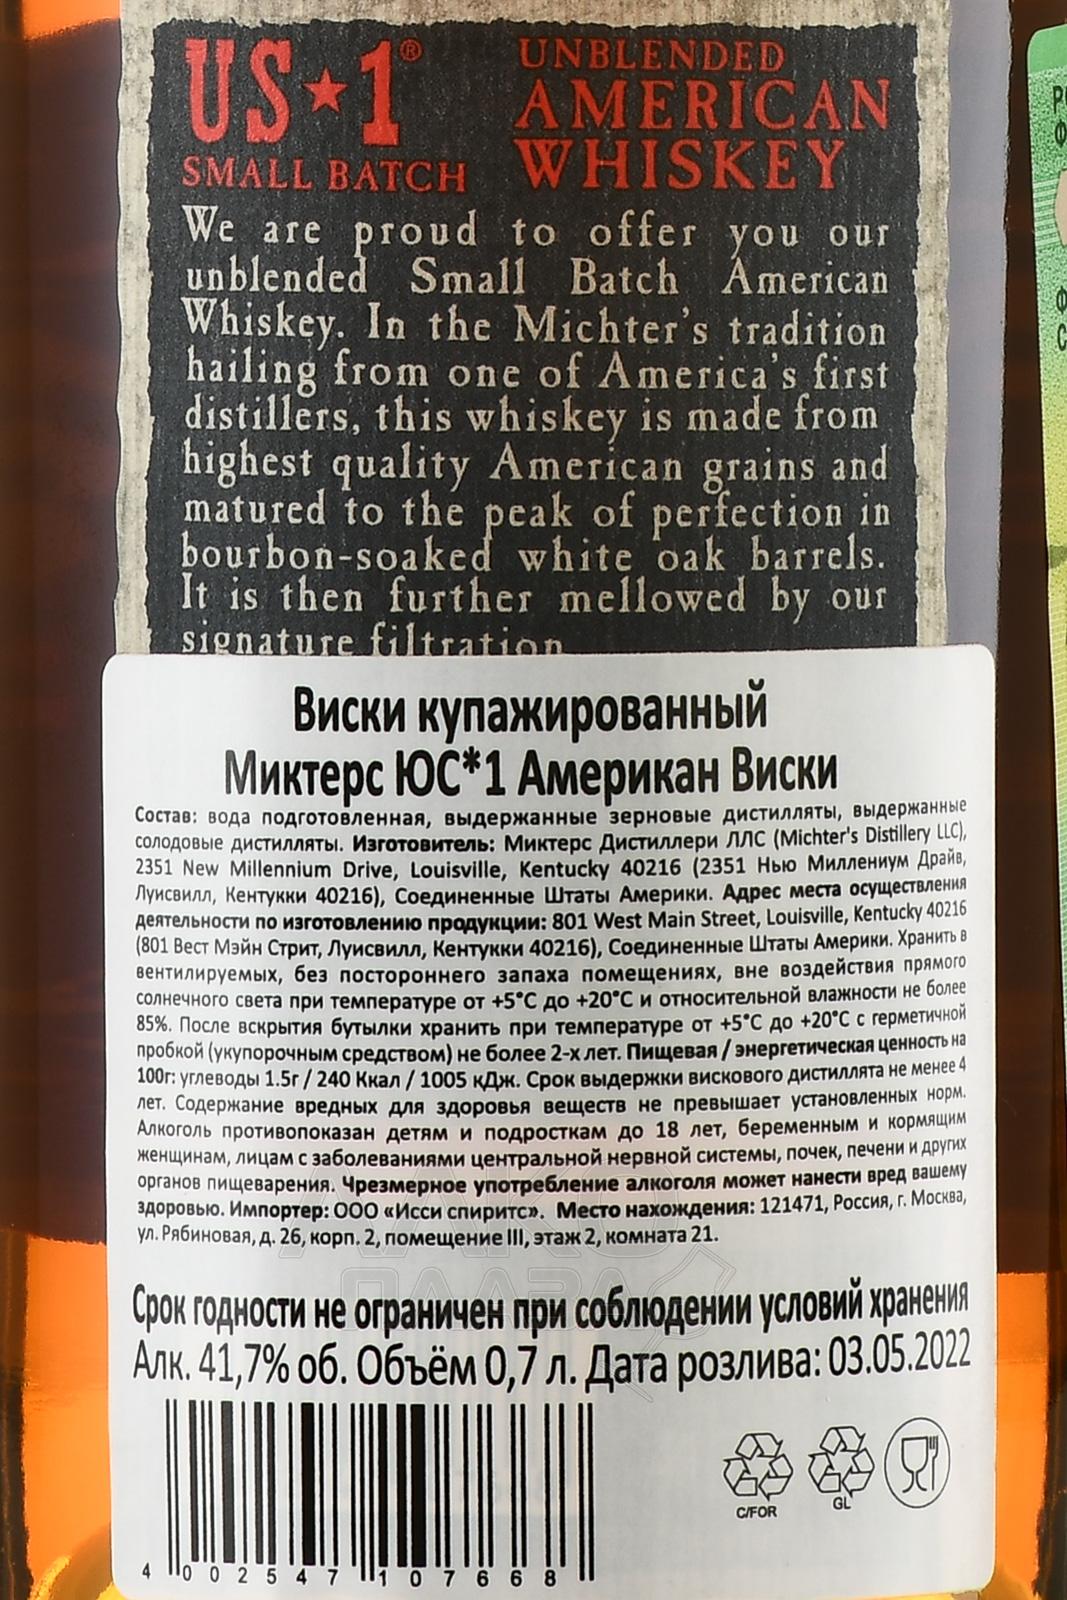 US★1® UNBLENDED
SMALL BATCH AMERICAN
WHISKEY
We are proud to offer you our
unblended Small Batch American
Whiskey. In the Michter's tradition
hailing from one of America's first
distillers, this whiskey is made from
highest quality American grains and
matured to the peak of perfection in
bourbon-soaked white oak barrels.
It is then further mellowed by our
signature filtration
Виски купажированный
Миктерс ЮС*1 Американ Виски
Состав: вода подготовленная, выдержанные зерновые дистилляты, выдержанные
солодовые дистилляты. Изготовитель: Миктерс Дистиллери ЛЛС (Michter's Distillery LLC),
2351 New Millennium Drive, Louisville, Kentucky 40216 (2351 Нью Миллениум Драйв,
Луисвилл, Кентукки 40216), Соединенные Штаты Америки. Адрес места осуществления
деятельности по изготовлению продукции: 801 West Main Street, Louisville, Kentucky 40216
(801 Вест Мэйн Стрит, Луисвилл, Кентукки 40216), Соединенные Штаты Америки. Хранить в
вентилируемых, без постороннего запаха помещениях, вне воздействия прямого
солнечного света при температуре от +5°С до +20°С и относительной влажности не более
85%. После вскрытия бутылки хранить при температуре от +5°С до +20°С с герметичной
пробкой (укупорочным средством) не более 2-х лет. Пищевая / энергетическая ценность на
100г: углеводы 1.5г / 240 Ккал / 1005 кДж. Срок выдержки вискового дистиллята не менее 4
лет. Содержание вредных для здоровья веществ не превышает установленных норм.
Алкоголь противопоказан детям и подросткам до 18 лет, беременным и кормящим
женщинам, лицам с заболеваниями центральной нервной системы, почек, печени и других
органов пищеварения. Чрезмерное употребление алкоголя может нанести вред вашему
здоровью. Импортер: ООО «Исси спиритс». Место нахождения: 121471, Россия, г. Москва,
ул. Рябиновая, д. 26, корп. 2, помещение III, этаж 2, комната 21.
АЛКО
ПЛАЗА
Срок годности не ограничен при соблюдении условий хранения
Алк. 41,7% об. Объём 0,7 л. Дата розлива: 03.05.2022
C/FOR GL
4 002547 107668